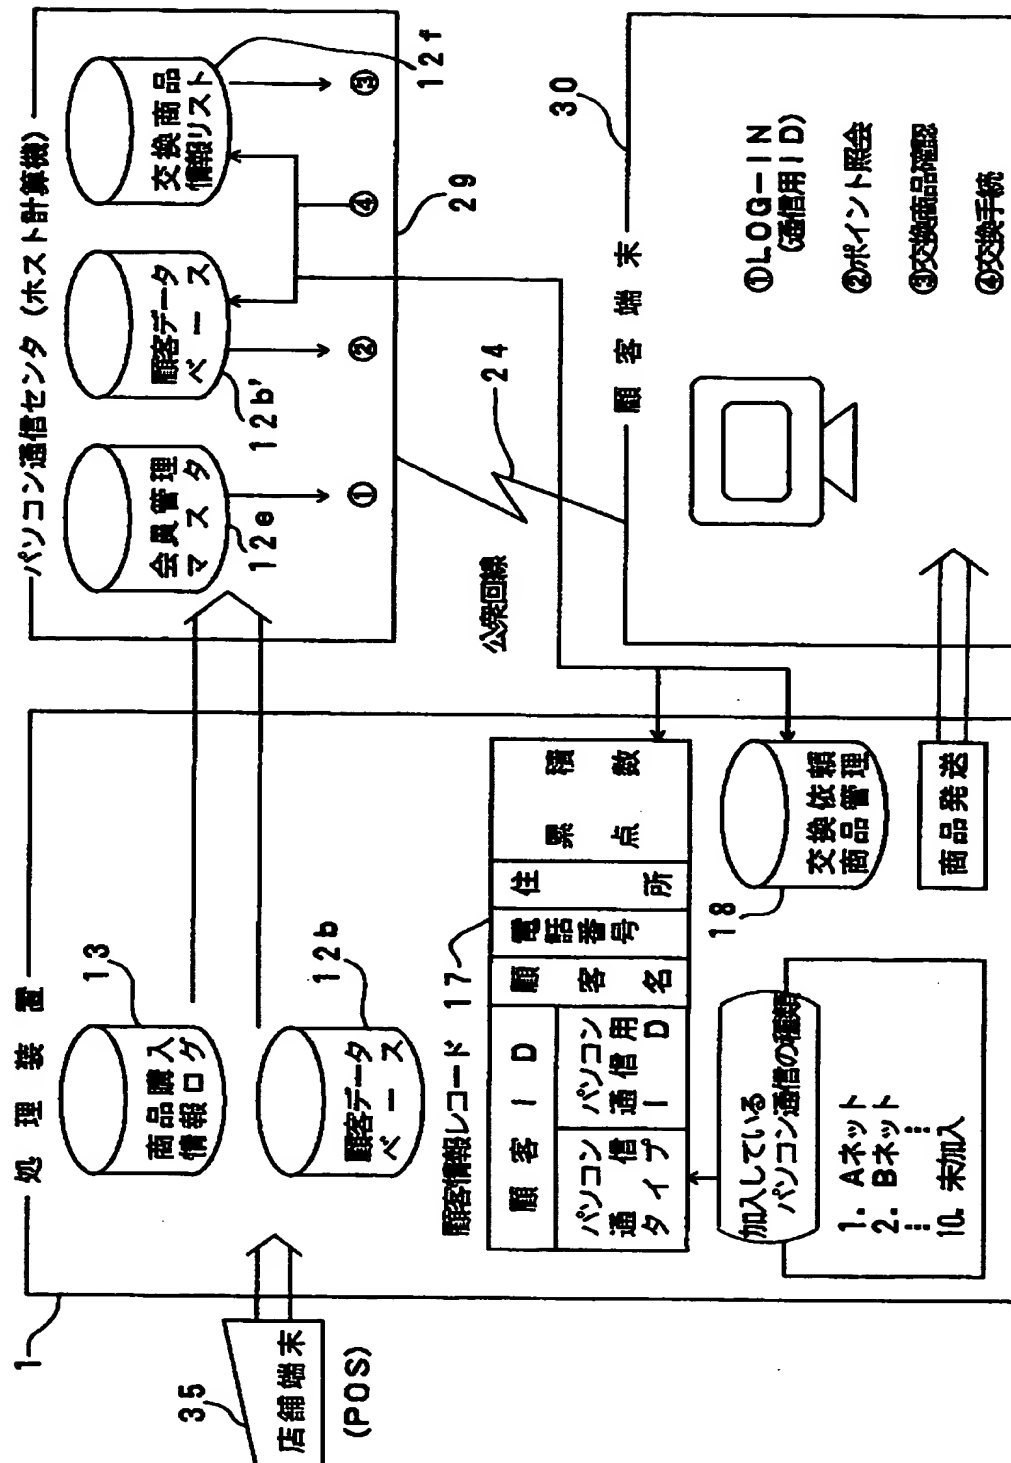 パソコン通信センタ(ホスト計算機)
会員管理
マスタ
12e
①
顧客データ
ベース
12b'
②
交換商品
情報リスト
12f
③
④
29
処理装置
1
商品購入
情報ログ
13
顧客データ
ベース
12b
35
店舗端末
(POS)
顧客情報レコード
17
顧客ID
パソコン
通信
タイプ
パソコン
通信用
ID
顧客名
電話番号
住所
累積
点数
加入している
パソコン通信の種類
1. Aネット
2. Bネット
⋮ ⋮
10. 未加入
18
交換依頼
商品管理
商品発送
公衆回線
24
顧客端末
30
①LOG-IN
(通信用ID)
②ポイント照会
③交換商品確認
④交換手続